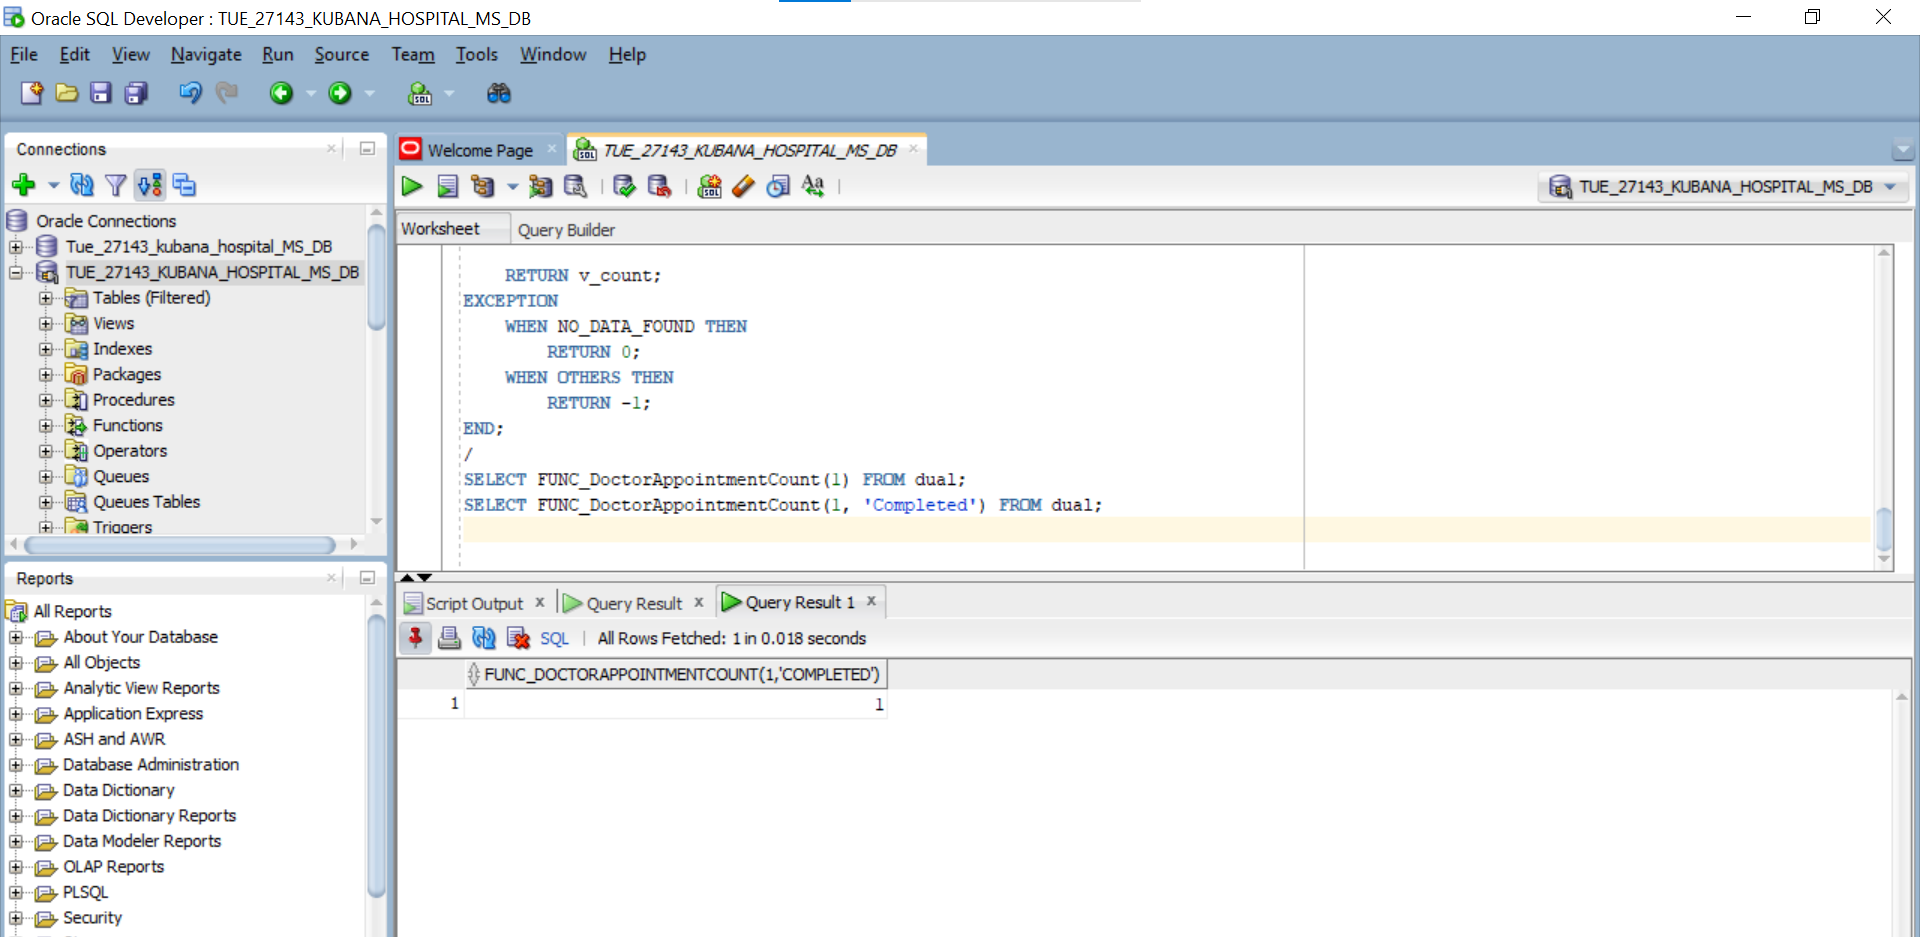 Oracle SQL Developer : TUE_27143_KUBANA_HOSPITAL_MS_DB
File Edit View Navigate Run Source Team Tools Window Help
SQL
Connections
Oracle Connections
Tue_27143_kubana_hospital_MS_DB
TUE_27143_KUBANA_HOSPITAL_MS_DB
Tables (Filtered)
Views
Indexes
Packages
Procedures
Functions
Operators
Queues
Queues Tables
Triggers
Reports
All Reports
About Your Database
All Objects
Analytic View Reports
Application Express
ASH and AWR
Database Administration
Data Dictionary
Data Dictionary Reports
Data Modeler Reports
OLAP Reports
PLSQL
Security
Welcome Page
TUE_27143_KUBANA_HOSPITAL_MS_DB
TUE_27143_KUBANA_HOSPITAL_MS_DB
Worksheet Query Builder
RETURN v_count;
EXCEPTION
WHEN NO_DATA_FOUND THEN
RETURN 0;
WHEN OTHERS THEN
RETURN -1;
END;
/
SELECT FUNC_DoctorAppointmentCount(1) FROM dual;
SELECT FUNC_DoctorAppointmentCount(1, 'Completed') FROM dual;
Script Output x Query Result x Query Result 1 x
SQL | All Rows Fetched: 1 in 0.018 seconds
FUNC_DOCTORAPPOINTMENTCOUNT(1,'COMPLETED')
1 1